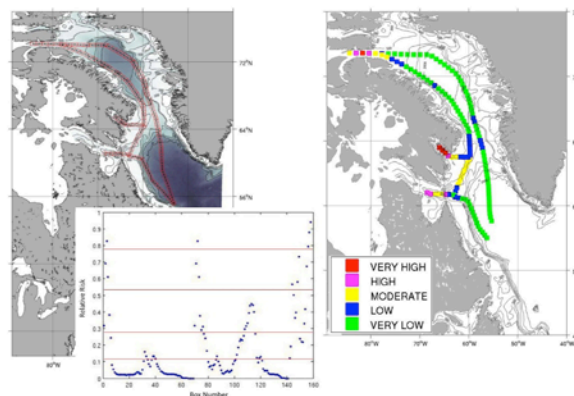 72°N
64°N
56°N
1
0.9
0.8
0.7
0.6
0.5
0.4
0.3
0.2
0.1
0
Relative Risk
0 20 40 60 80 100 120 140 160
Box Number
80°W
VERY HIGH
HIGH
MODERATE
LOW
VERY LOW
80°W 70°W 60°W 50°W 40°W